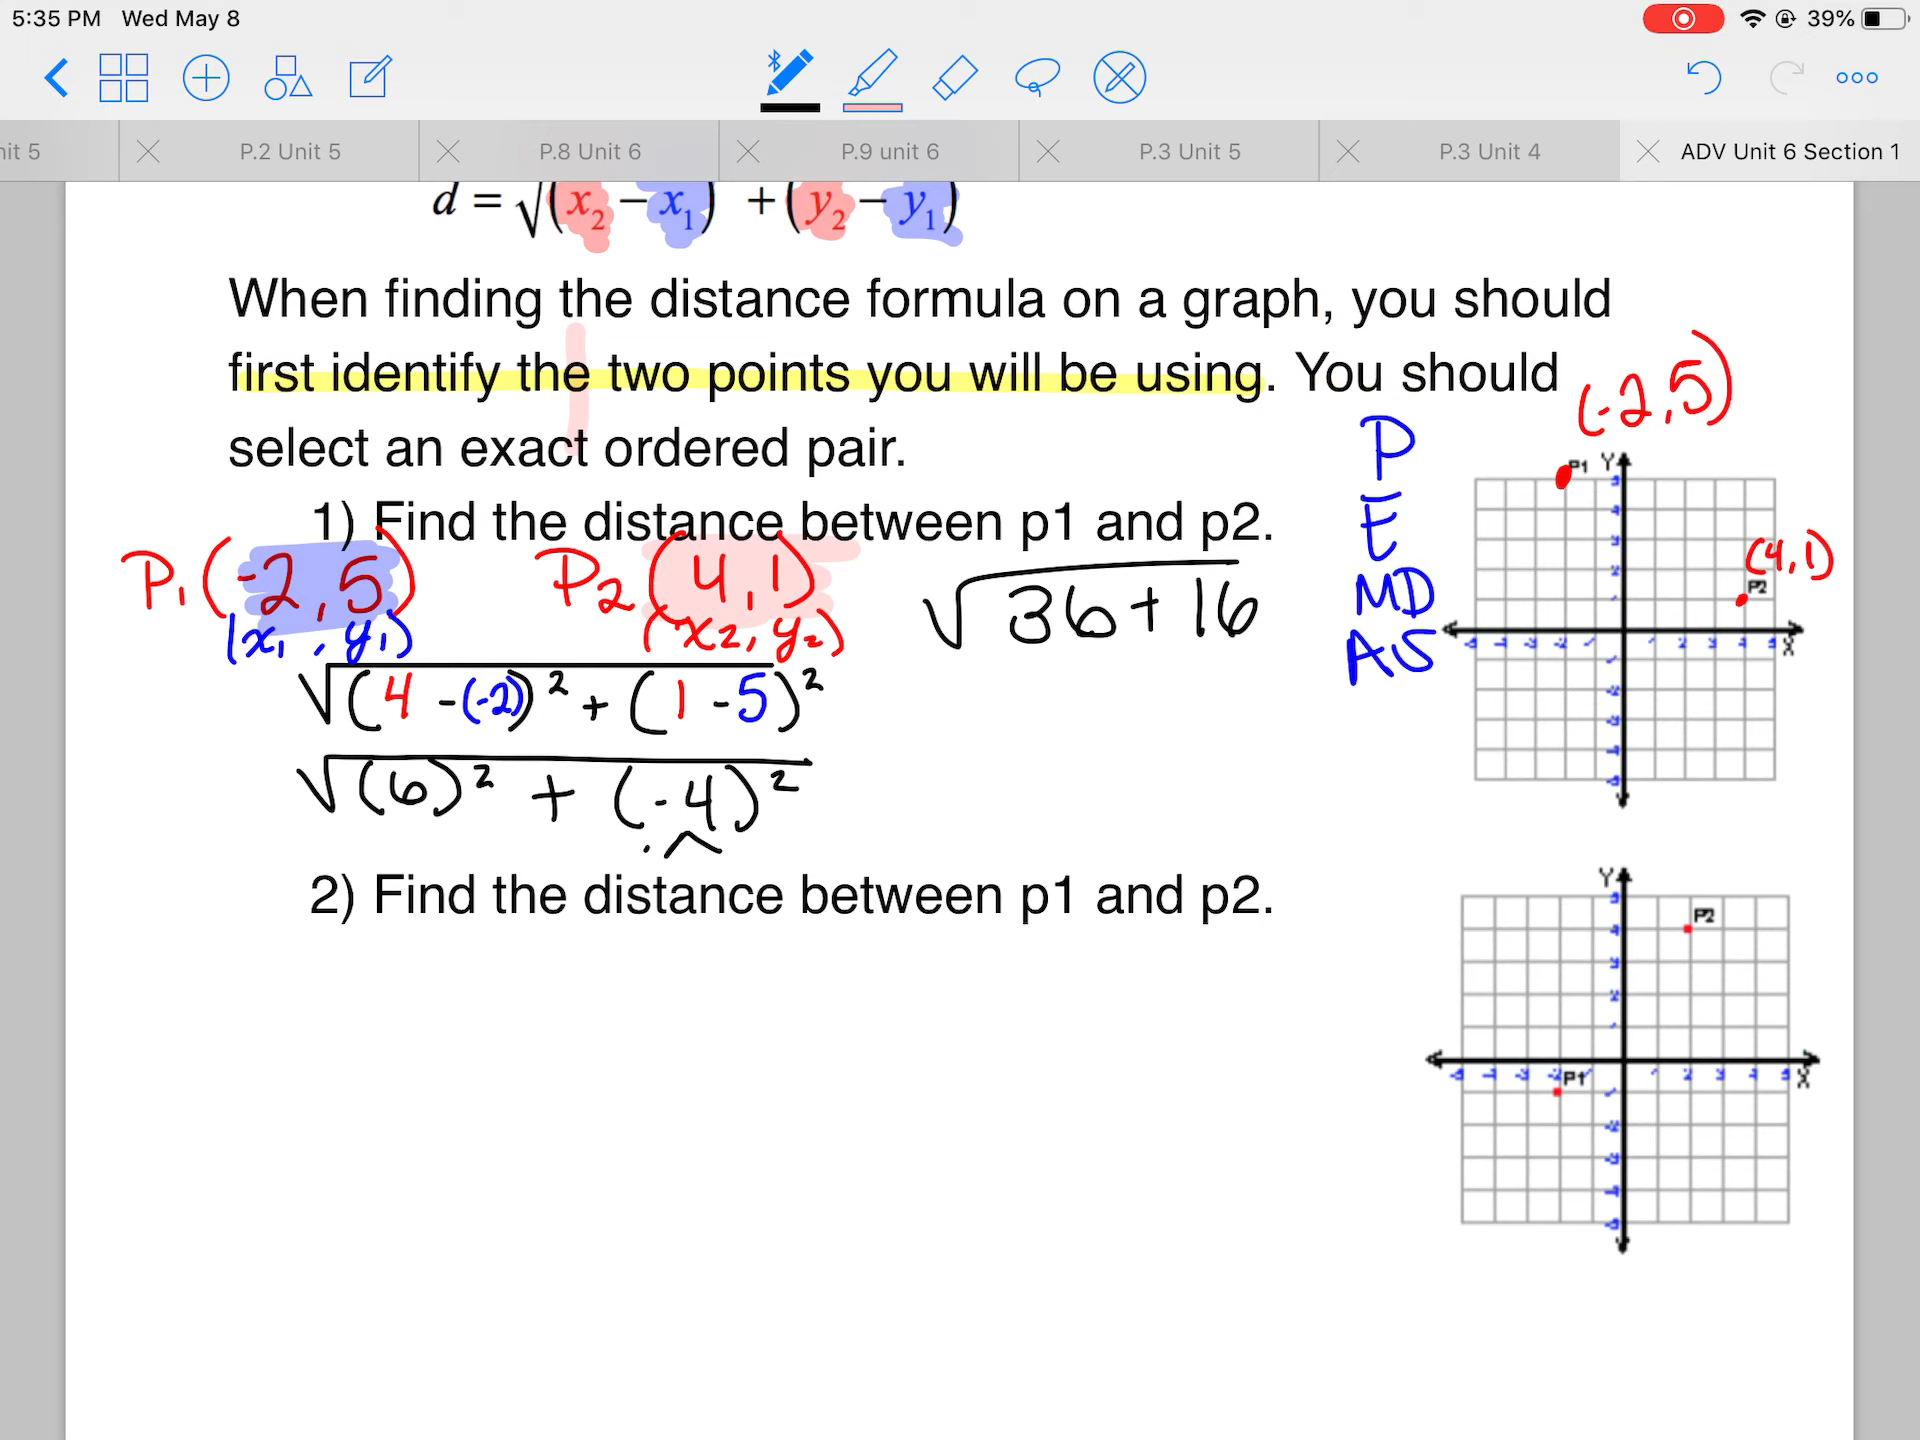 5:35 PM Wed May 8
39%
nit 5
P.2 Unit 5
P.8 Unit 6
P.9 unit 6
P.3 Unit 5
P.3 Unit 4
ADV Unit 6 Section 1
d = √(x₂ − x₁) + (y₂ − y₁)
When finding the distance formula on a graph, you should
first identify the two points you will be using. You should
select an exact ordered pair.
(-2,5)
P
E
MD
AS
1) Find the distance between p1 and p2.
P₁(-2,5) P₂(4,1) √36+16
(x₁, y₁) (x₂, y₂)
√(4 -(-2))² + (1 -5)²
√(6)² + (-4)²
P1 Y
(4,1)
P2
X
2) Find the distance between p1 and p2.
Y
P2
P1
X